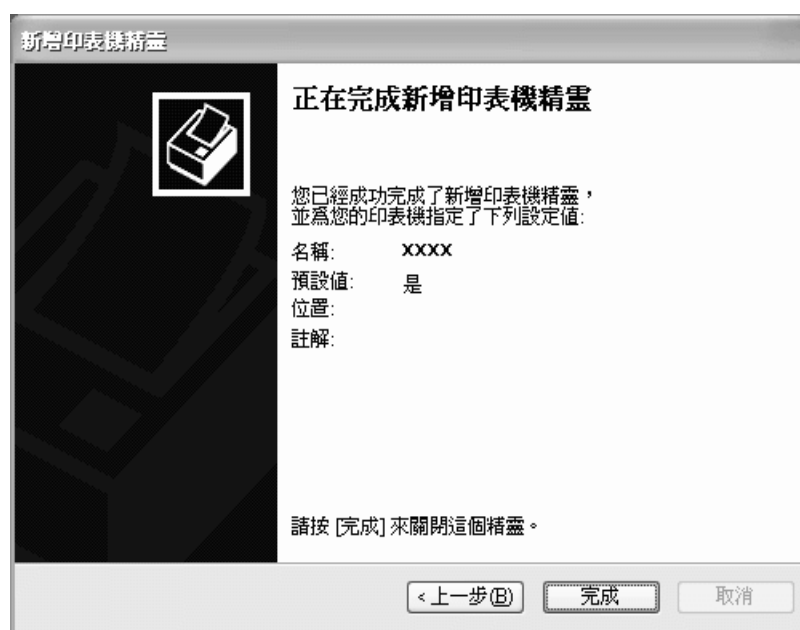 新增印表機精靈
正在完成新增印表機精靈
您已經成功完成了新增印表機精靈，
並為您的印表機指定了下列設定值:
名稱: XXXX
預設值: 是
位置:
註解:
請按 [完成] 來關閉這個精靈。
<上一步(B) 完成 取消